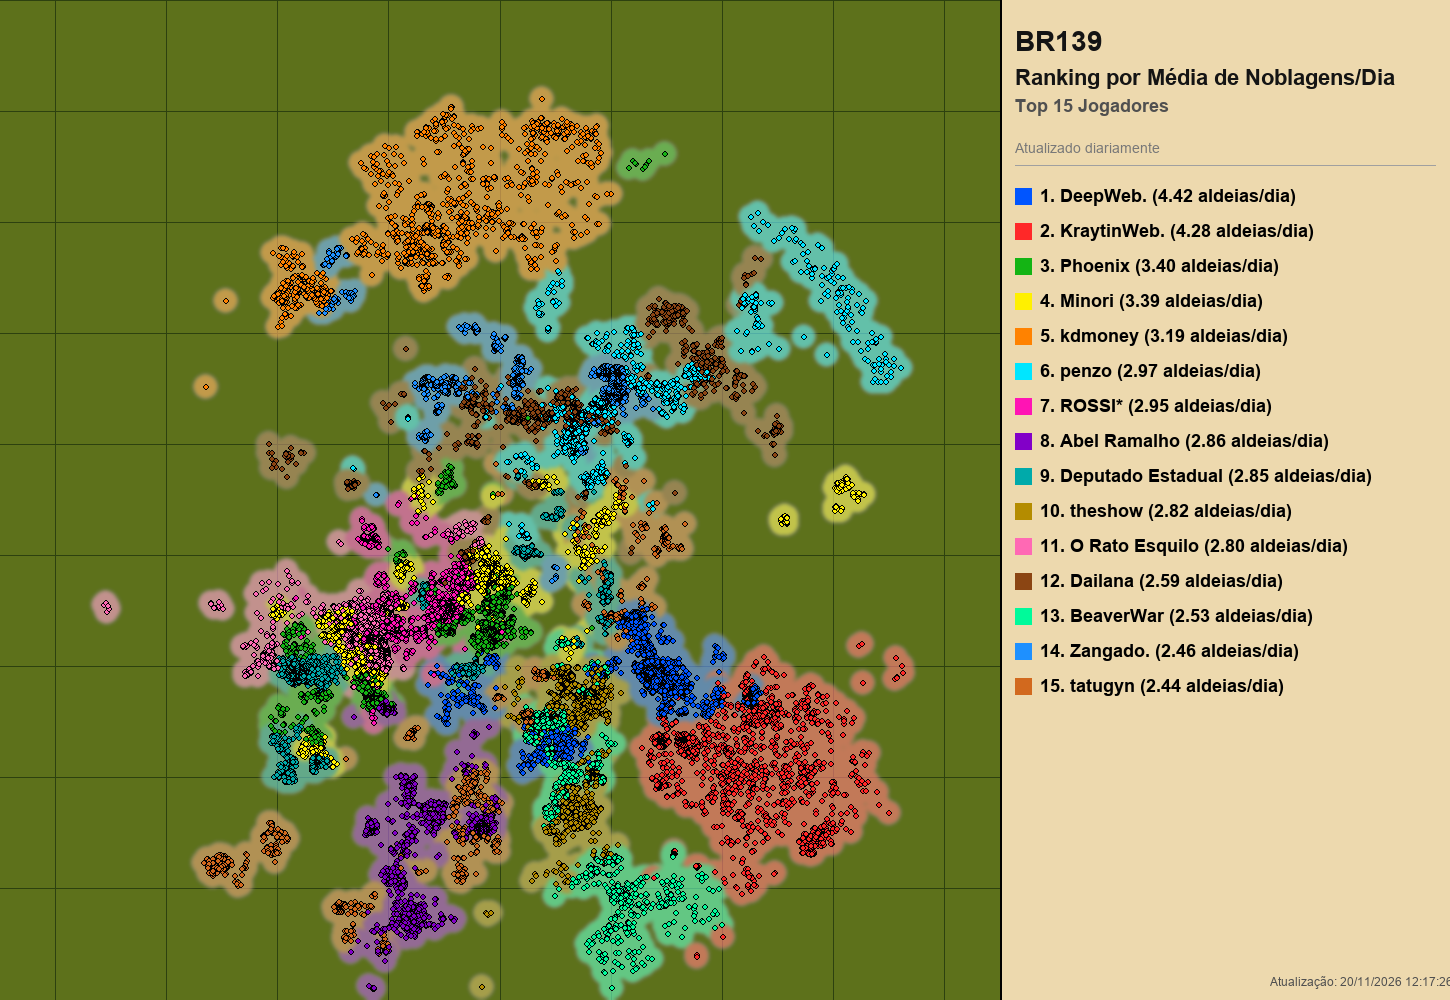 BR139
Ranking por Média de Noblagens/Dia
Top 15 Jogadores
Atualizado diariamente
1. DeepWeb. (4.42 aldeias/dia)
2. KraytinWeb. (4.28 aldeias/dia)
3. Phoenix (3.40 aldeias/dia)
4. Minori (3.39 aldeias/dia)
5. kdmoney (3.19 aldeias/dia)
6. penzo (2.97 aldeias/dia)
7. ROSSI* (2.95 aldeias/dia)
8. Abel Ramalho (2.86 aldeias/dia)
9. Deputado Estadual (2.85 aldeias/dia)
10. theshow (2.82 aldeias/dia)
11. O Rato Esquilo (2.80 aldeias/dia)
12. Dailana (2.59 aldeias/dia)
13. BeaverWar (2.53 aldeias/dia)
14. Zangado. (2.46 aldeias/dia)
15. tatugyn (2.44 aldeias/dia)
Atualização: 20/11/2026 12:17:26